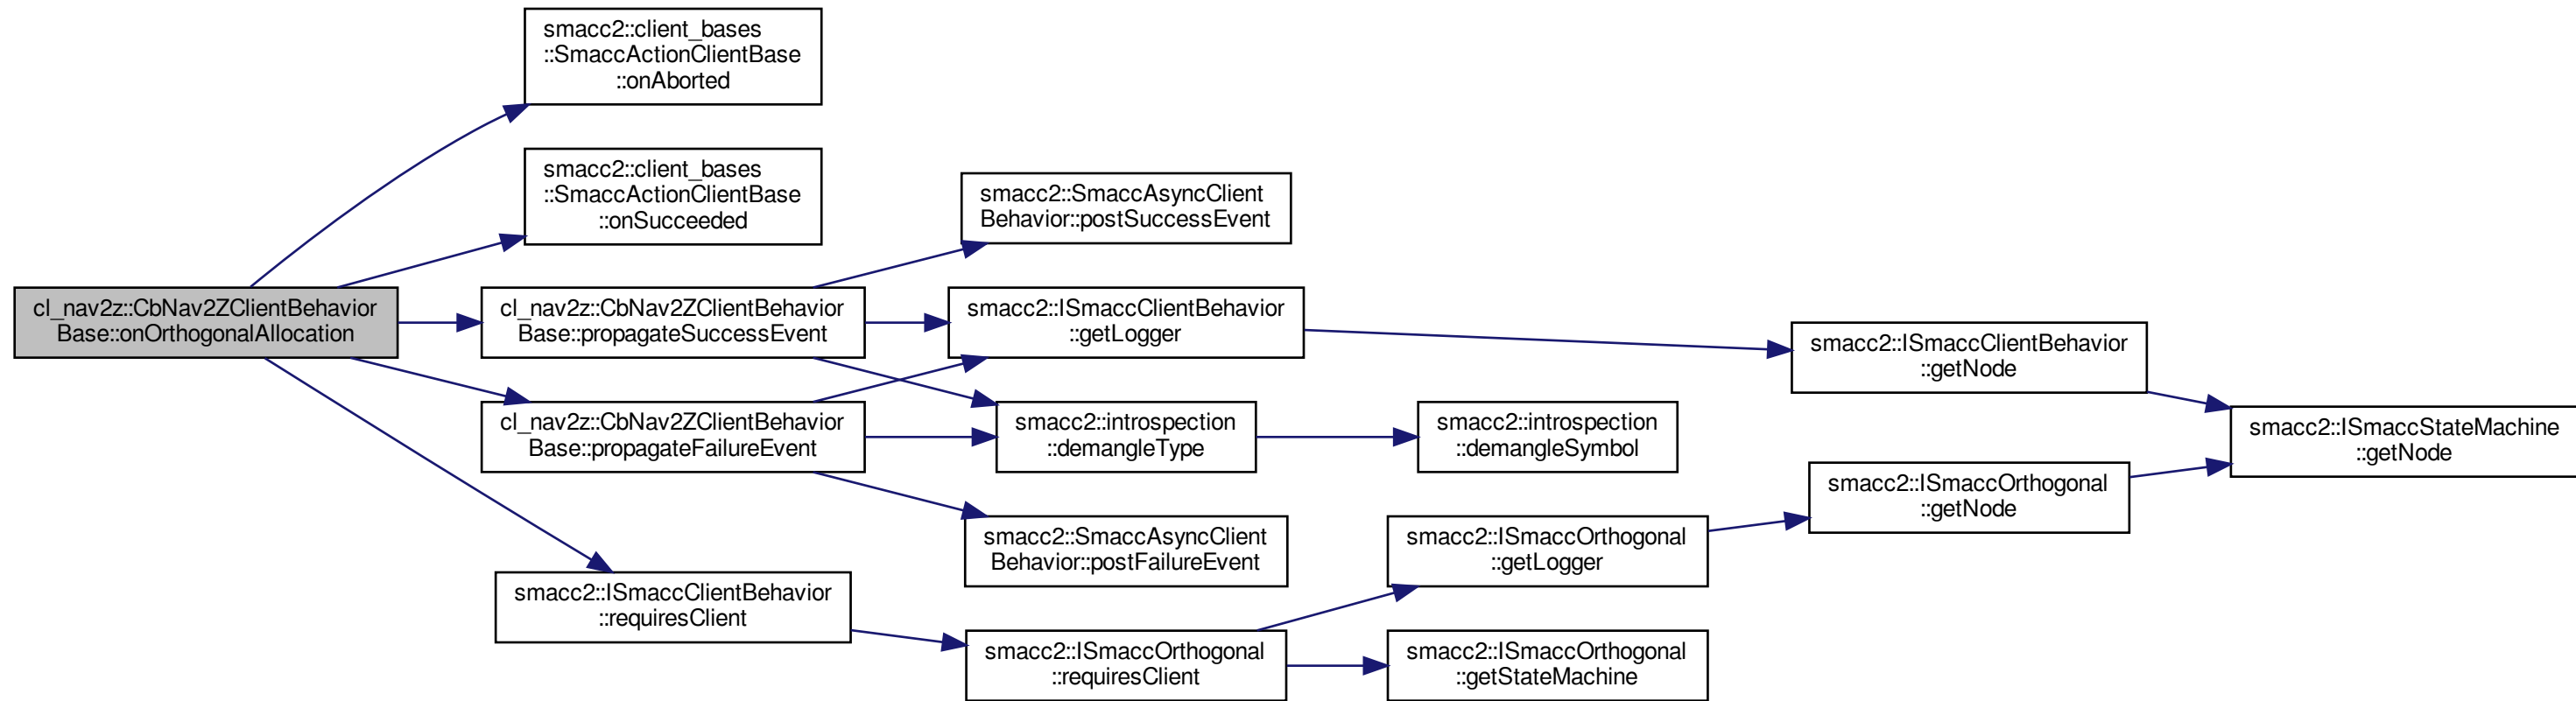 smacc2::client_bases
::SmaccActionClientBase
::onAborted
smacc2::client_bases
::SmaccActionClientBase
::onSucceeded
cl_nav2z::CbNav2ZClientBehavior
Base::onOrthogonalAllocation
cl_nav2z::CbNav2ZClientBehavior
Base::propagateSuccessEvent
cl_nav2z::CbNav2ZClientBehavior
Base::propagateFailureEvent
smacc2::ISmaccClientBehavior
::requiresClient
smacc2::SmaccAsyncClient
Behavior::postSuccessEvent
smacc2::ISmaccClientBehavior
::getLogger
smacc2::introspection
::demangleType
smacc2::SmaccAsyncClient
Behavior::postFailureEvent
smacc2::ISmaccOrthogonal
::requiresClient
smacc2::introspection
::demangleSymbol
smacc2::ISmaccOrthogonal
::getLogger
smacc2::ISmaccOrthogonal
::getStateMachine
smacc2::ISmaccClientBehavior
::getNode
smacc2::ISmaccOrthogonal
::getNode
smacc2::ISmaccStateMachine
::getNode